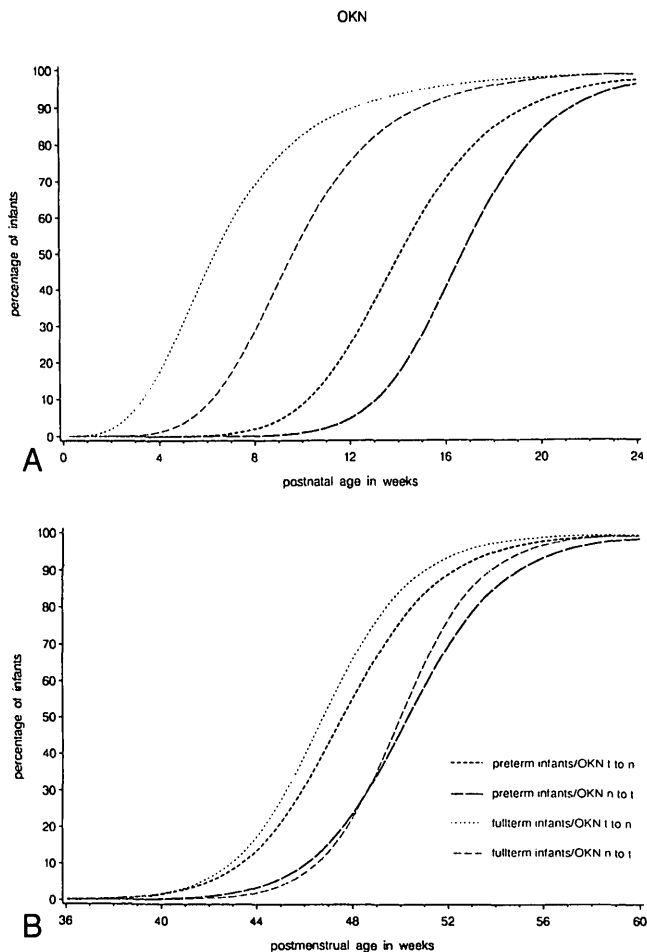 OKN
100
90
80
70
60
50
40
30
20
10
0
percentage of infants
0 4 8 12 16 20 24
A
postnatal age in weeks
100
90
80
70
60
50
40
30
20
10
0
percentage of infants
preterm infants/OKN t to n
preterm infants/OKN n to t
fullterm infants/OKN t to n
fullterm infants/OKN n to t
36 44 48 52 56 60
B
postmenstrual age in weeks